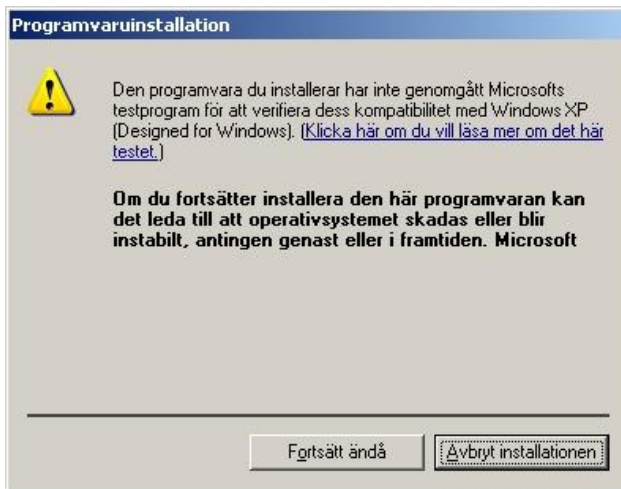 Programvaruinstallation
Den programvara du installerar har inte genomgått Microsofts
testprogram för att verifiera dess kompatibilitet med Windows XP
(Designed for Windows). (Klicka här om du vill läsa mer om det här
testet.)
Om du fortsätter installera den här programvaran kan
det leda till att operativsystemet skadas eller blir
instabilt, antingen genast eller i framtiden. Microsoft
Fortsätt ändå
Avbryt installationen